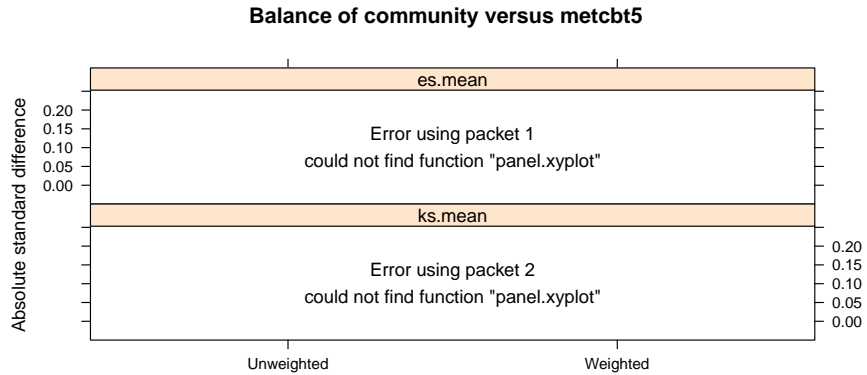 Balance of community versus metcbt5
es.mean
Absolute standard difference
0.20
0.15
0.10
0.05
0.00
Error using packet 1
could not find function "panel.xyplot"
ks.mean
Error using packet 2
could not find function "panel.xyplot"
0.20
0.15
0.10
0.05
0.00
Unweighted
Weighted